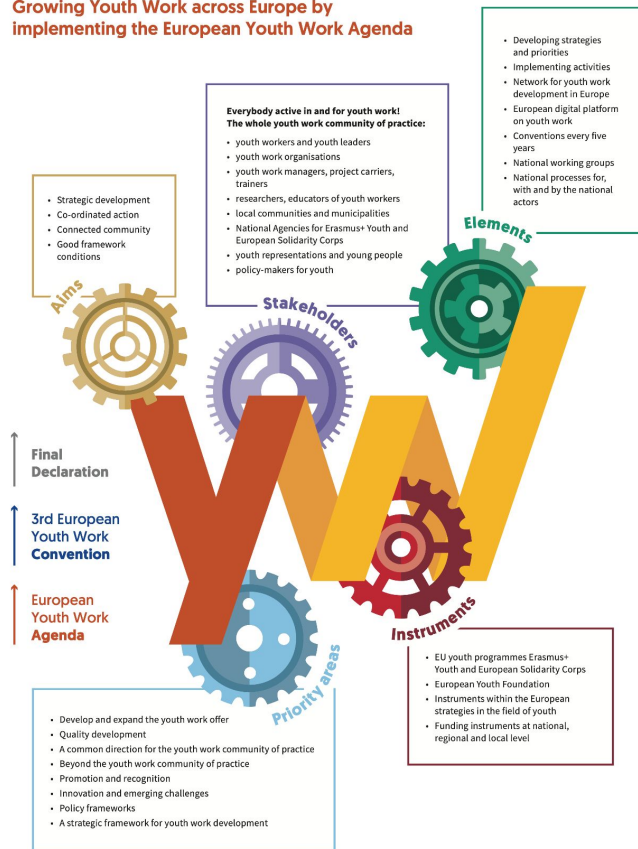 Growing Youth Work across Europe by
implementing the European Youth Work Agenda
• Developing strategies
and priorities
• Implementing activities
• Network for youth work
development in Europe
• European digital platform
on youth work
• Conventions every five
years
• National working groups
• National processes for,
with and by the national
actors
Elements
Everybody active in and for youth work!
The whole youth work community of practice:
• youth workers and youth leaders
• youth work organisations
• youth work managers, project carriers,
trainers
• researchers, educators of youth workers
• local communities and municipalities
• National Agencies for Erasmus+ Youth and
European Solidarity Corps
• youth representations and young people
• policy-makers for youth
Stakeholders
• Strategic development
• Co-ordinated action
• Connected community
• Good framework
conditions
Aims
YW
Final
Declaration
3rd European
Youth Work
Convention
European
Youth Work
Agenda
Instruments
• EU youth programmes Erasmus+
Youth and European Solidarity Corps
• European Youth Foundation
• Instruments within the European
strategies in the field of youth
• Funding instruments at national,
regional and local level
Priority areas
• Develop and expand the youth work offer
• Quality development
• A common direction for the youth work community of practice
• Beyond the youth work community of practice
• Promotion and recognition
• Innovation and emerging challenges
• Policy frameworks
• A strategic framework for youth work development